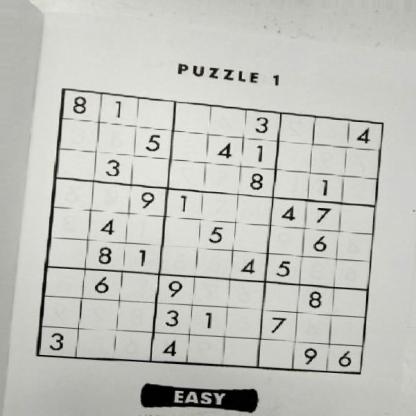 PUZZLE 1
8 1 3 4
5 4 1
3 8 1
9 1 4 7
4 5 6
8 1 4 5
6 9 8
3 1 7
3 4 9 6
EASY